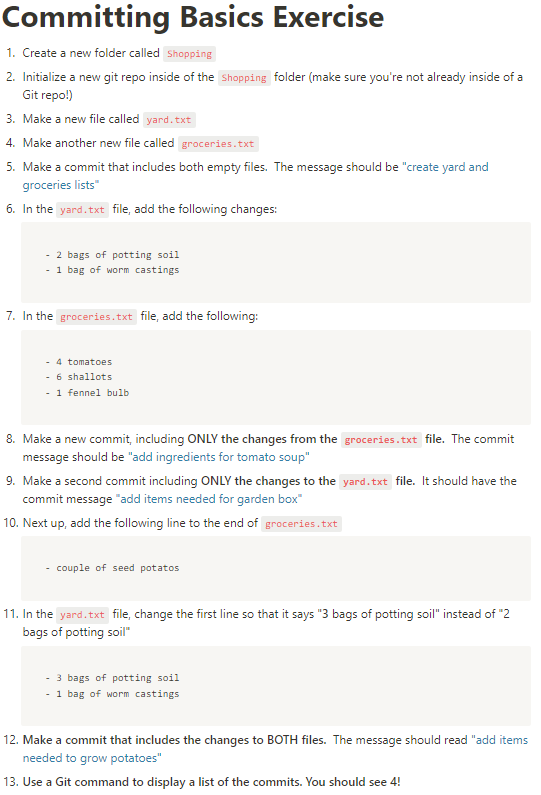 Committing Basics Exercise
1. Create a new folder called Shopping
2. Initialize a new git repo inside of the Shopping folder (make sure you're not already inside of a
Git repo!)
3. Make a new file called yard.txt
4. Make another new file called groceries.txt
5. Make a commit that includes both empty files. The message should be "create yard and
groceries lists"
6. In the yard.txt file, add the following changes:
- 2 bags of potting soil
- 1 bag of worm castings
7. In the groceries.txt file, add the following:
- 4 tomatoes
- 6 shallots
- 1 fennel bulb
8. Make a new commit, including ONLY the changes from the groceries.txt file. The commit
message should be "add ingredients for tomato soup"
9. Make a second commit including ONLY the changes to the yard.txt file. It should have the
commit message "add items needed for garden box"
10. Next up, add the following line to the end of groceries.txt
- couple of seed potatos
11. In the yard.txt file, change the first line so that it says "3 bags of potting soil" instead of "2
bags of potting soil"
- 3 bags of potting soil
- 1 bag of worm castings
12. Make a commit that includes the changes to BOTH files. The message should read "add items
needed to grow potatoes"
13. Use a Git command to display a list of the commits. You should see 4!